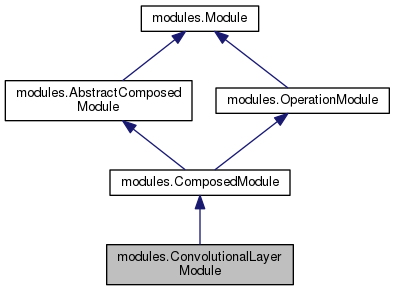 modules.Module
modules.AbstractComposed
Module
modules.OperationModule
modules.ComposedModule
modules.ConvolutionalLayer
Module